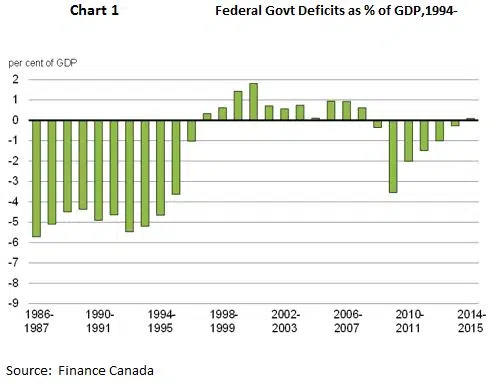 Chart 1 Federal Govt Deficits as % of GDP,1994-
per cent of GDP
2
1
0
-1
-2
-3
-4
-5
-6
-7
-8
-9
1986- 1990- 1994- 1998- 2002- 2006- 2010- 2014-
1987 1991 1995 1999 2003 2007 2011 2015
Source: Finance Canada